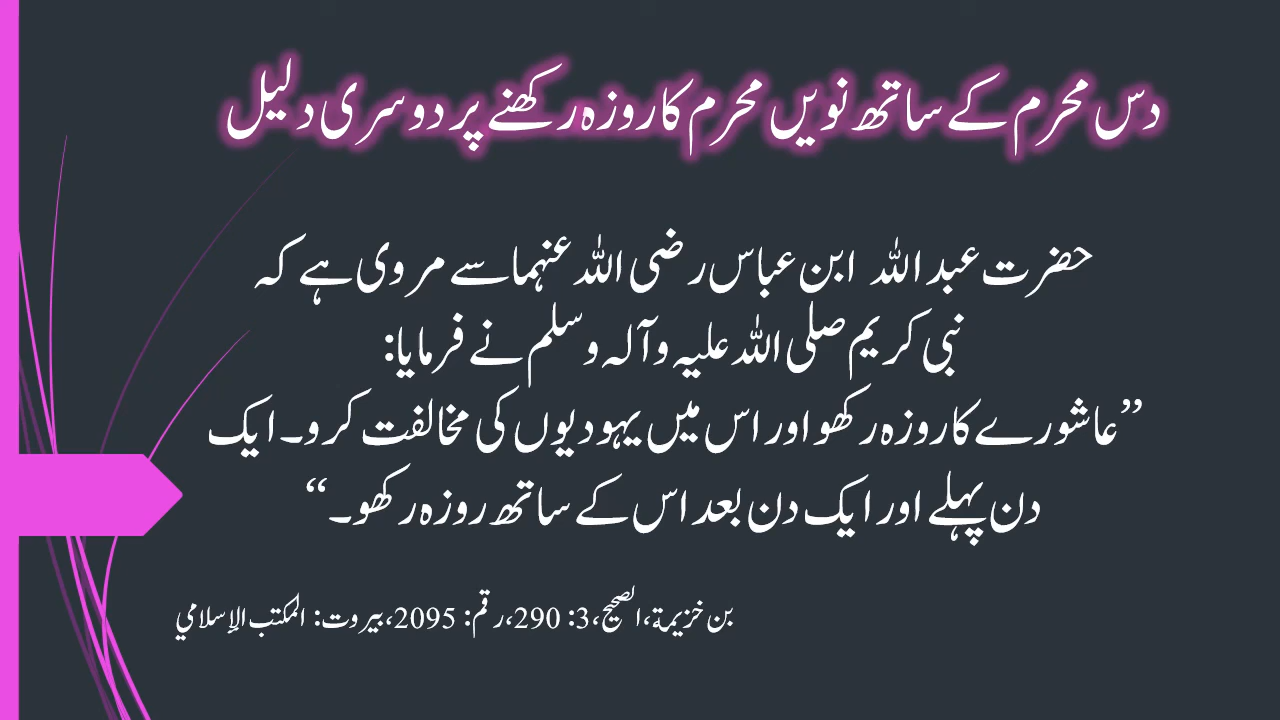 دس محرم کے ساتھ نویں محرم کا روزہ رکھنے پر دوسری دلیل
حضرت عبد اللہ ابن عباس رضی اللہ عنہما سے مروی ہے کہ
نبی کریم صلی اللہ علیہ وآلہ وسلم نے فرمایا:
”عاشورے کا روزہ رکھو اور اس میں یہودیوں کی مخالفت کرو۔ ایک
دن پہلے اور ایک دن بعد اس کے ساتھ روزہ رکھو۔“
بن خزیمة، الصحیح، 3: 290، رقم: 2095، بیروت: المکتب الإسلامي